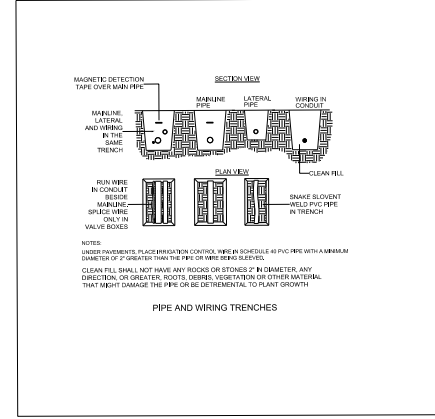 MAGNETIC DETECTION
TAPE OVER MAIN PIPE
SECTION VIEW
MAINLINE
PIPE
LATERAL
PIPE
WIRING IN
CONDUIT
MAINLINE,
LATERAL
AND WIRING
IN THE
SAME
TRENCH
CLEAN FILL
PLAN VIEW
RUN WIRE
IN CONDUIT
BESIDE
MAINLINE,
SPLICE WIRE
ONLY IN
VALVE BOXES
SNAKE SLOVENT
WELD PVC PIPE
IN TRENCH
NOTES:
UNDER PAVEMENTS, PLACE IRRIGATION CONTROL WIRE IN SCHEDULE 40 PVC PIPE WITH A MINIMUM
DIAMETER OF 2" GREATER THAN THE PIPE OR WIRE BEING SLEEVED.
CLEAN FILL SHALL NOT HAVE ANY ROCKS OR STONES 2" IN DIAMETER, ANY
DIRECTION, OR GREATER, ROOTS, DEBRIS, VEGETATION OR OTHER MATERIAL
THAT MIGHT DAMAGE THE PIPE OR BE DETREMENTAL TO PLANT GROWTH
PIPE AND WIRING TRENCHES